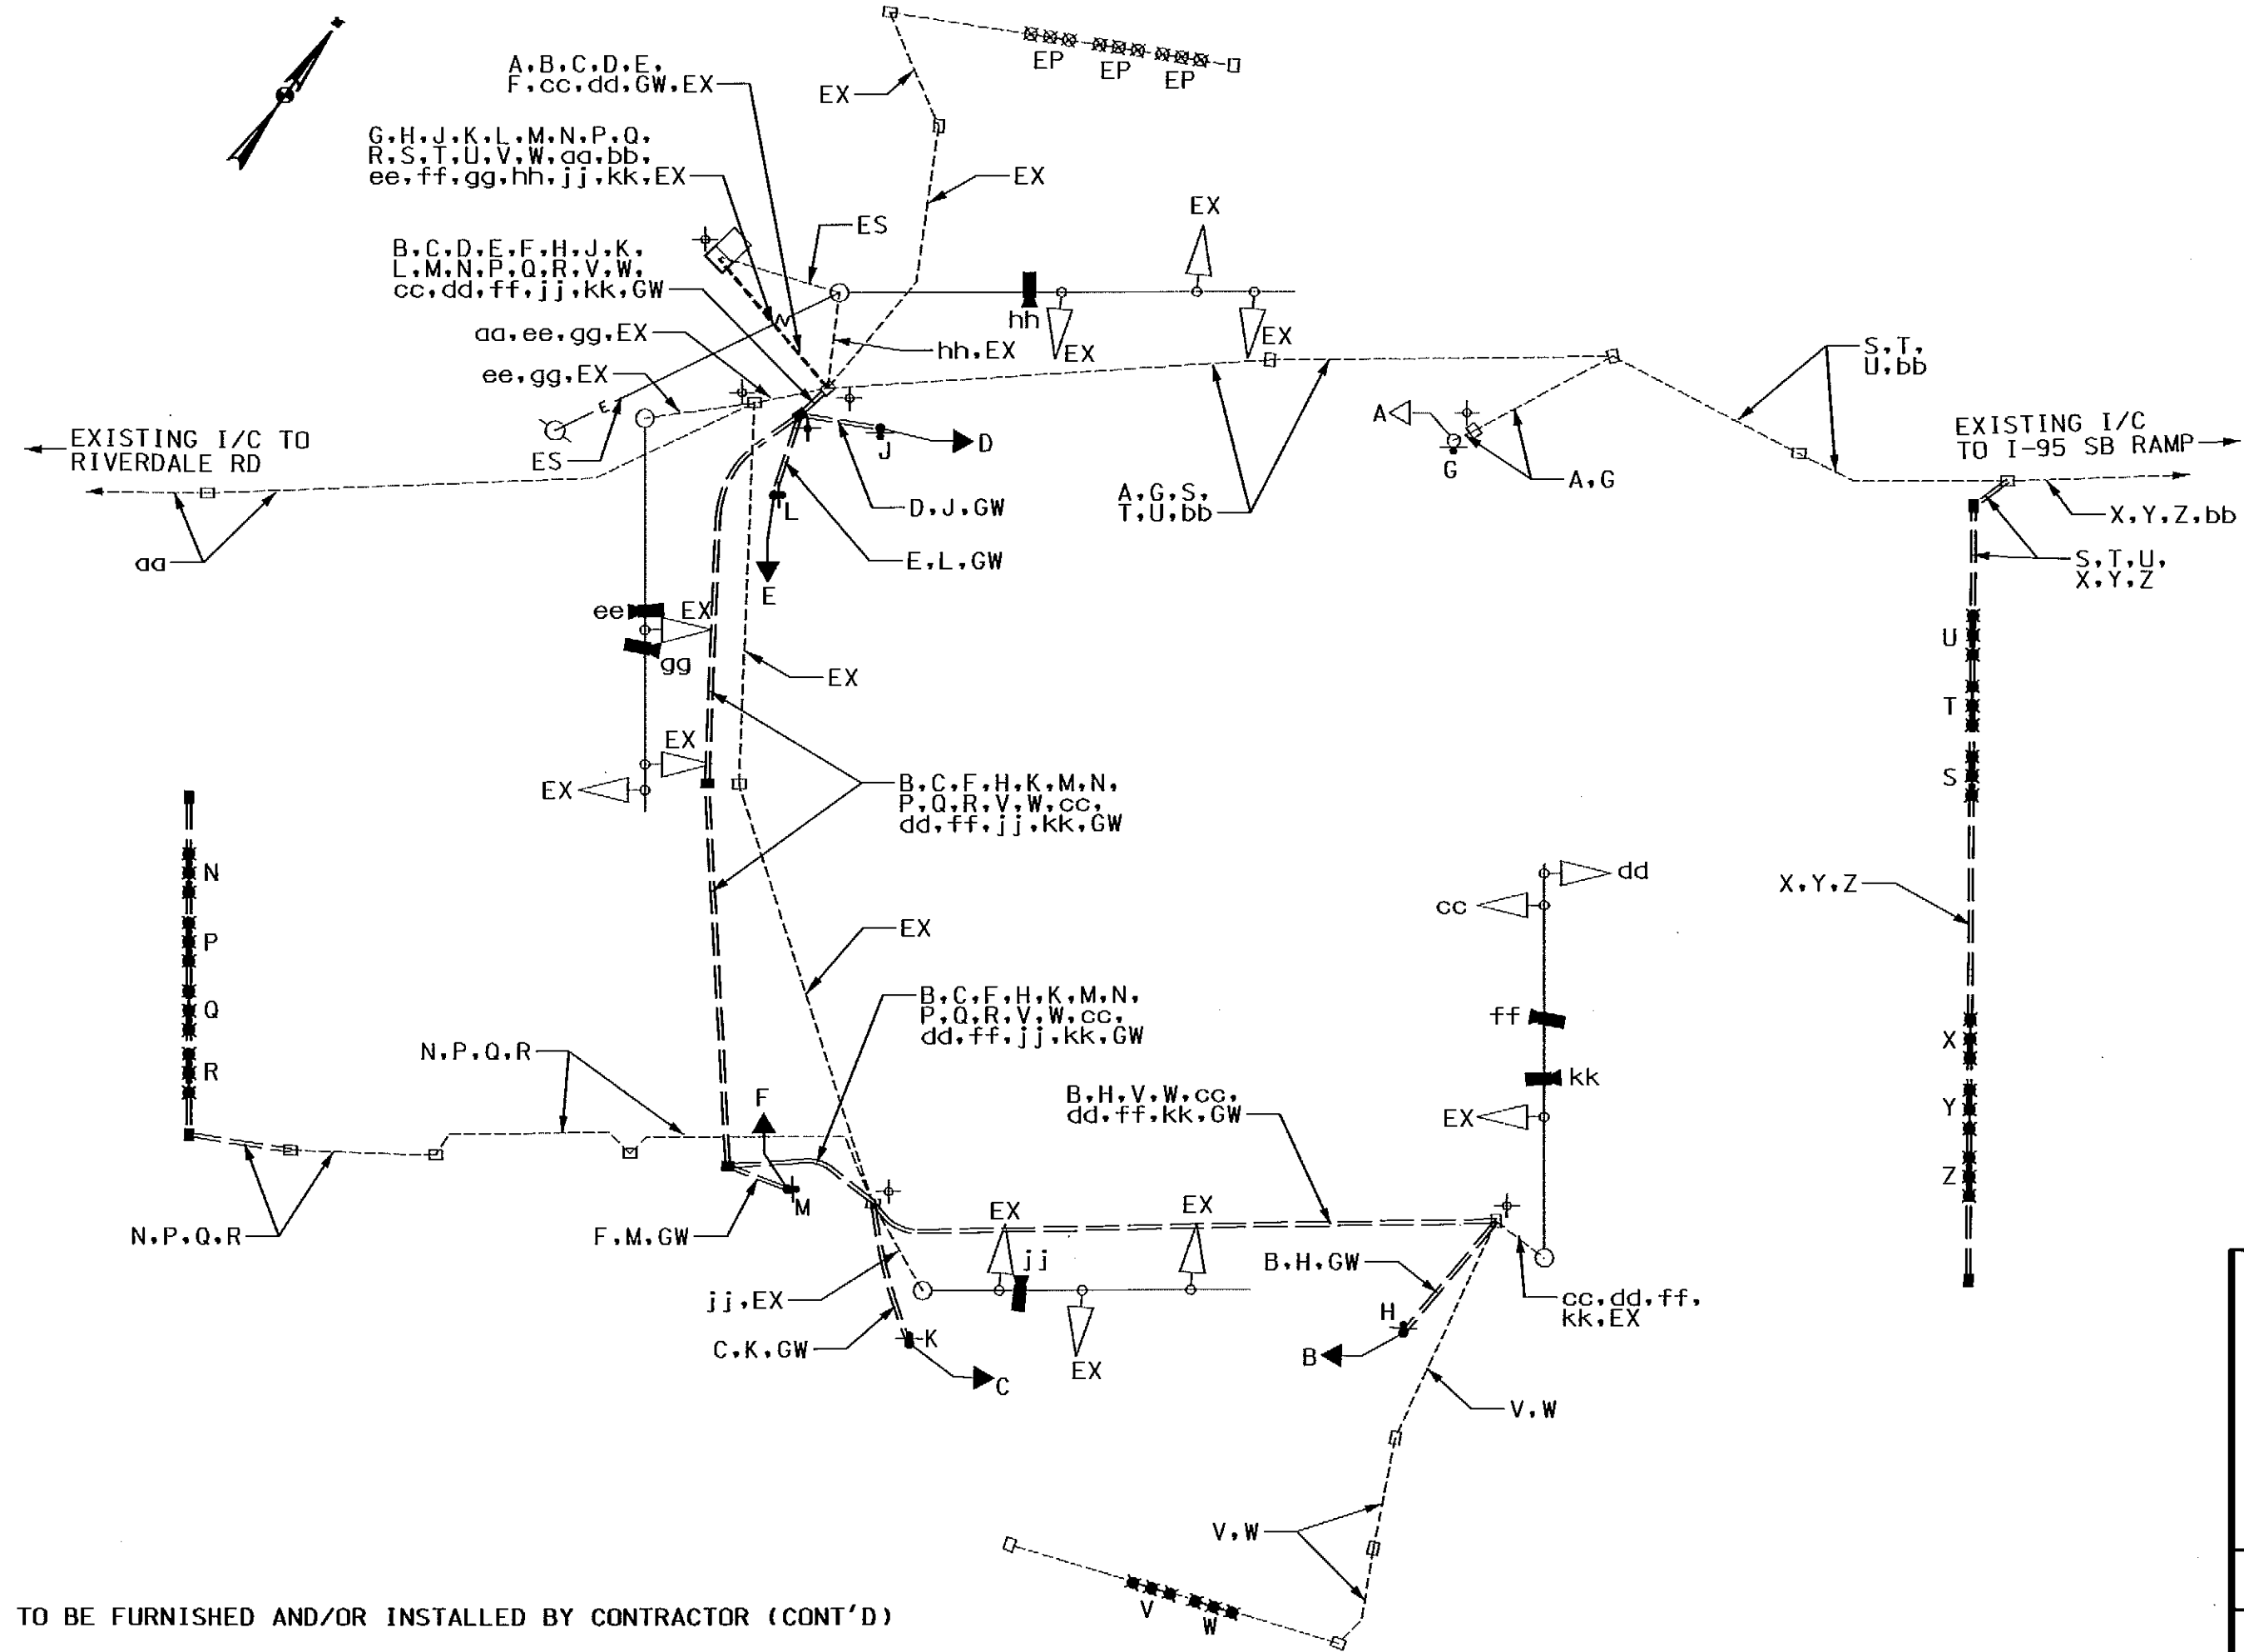 EP
EP
EP
A,B,C,D,E,
F,cc,dd,GW,EX
EX
G,H,J,K,L,M,N,P,Q,
R,S,T,U,V,W,aa,bb,
ee,ff,gg,hh,jj,kk,EX
EX
ES
EX
B,C,D,E,F,H,J,K,
L,M,N,P,Q,R,V,W,
cc,dd,ff,jj,kk,GW
hh
aa,ee,gg,EX
hh,EX
EX
EX
S,T,
U,bb
ee,gg,EX
E
A
EXISTING I/C TO
RIVERDALE RD
ES
J
D
G
EXISTING I/C
TO I-95 SB RAMP
A,G
L
D,J,GW
A,G,S,
T,U,bb
X,Y,Z,bb
aa
E,L,GW
S,T,U,
X,Y,Z
E
ee
EX
gg
EX
U
T
EX
EX
S
B,C,F,H,K,M,N,
P,Q,R,V,W,cc,
dd,ff,jj,kk,GW
N
dd
cc
X,Y,Z
P
EX
Q
B,C,F,H,K,M,N,
P,Q,R,V,W,cc,
dd,ff,jj,kk,GW
ff
X
N,P,Q,R
R
kk
F
B,H,V,W,cc,
dd,ff,kk,GW
EX
Y
Z
M
N,P,Q,R
F,M,GW
EX
EX
jj
B,H,GW
jj,EX
H
cc,dd,ff,
kk,EX
C,K,GW
K
EX
B
C
V,W
V,W
V
W
TO BE FURNISHED AND/OR INSTALLED BY CONTRACTOR (CONT'D)